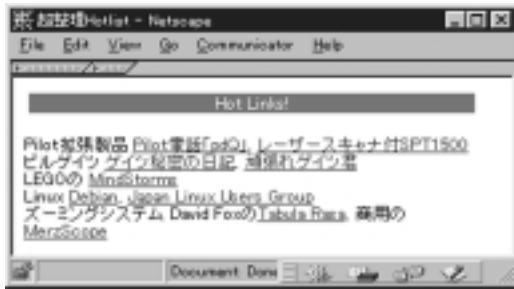 超整理Hotlist - Netscape
File Edit View Go Communicator Help
Hot Links!
Pilot拡張製品 Pilot電話「pdQ」, レーザースキャナ付SPT1500
ビルゲイツ ゲイツ秘密の日記, 頑張れゲイツ君
LEGOの MindStorms
Linux Debian, Japan Linux Users Group
ズーミングシステム David Foxの Tabula Rasa, 商用の
MerzScope
Document: Done